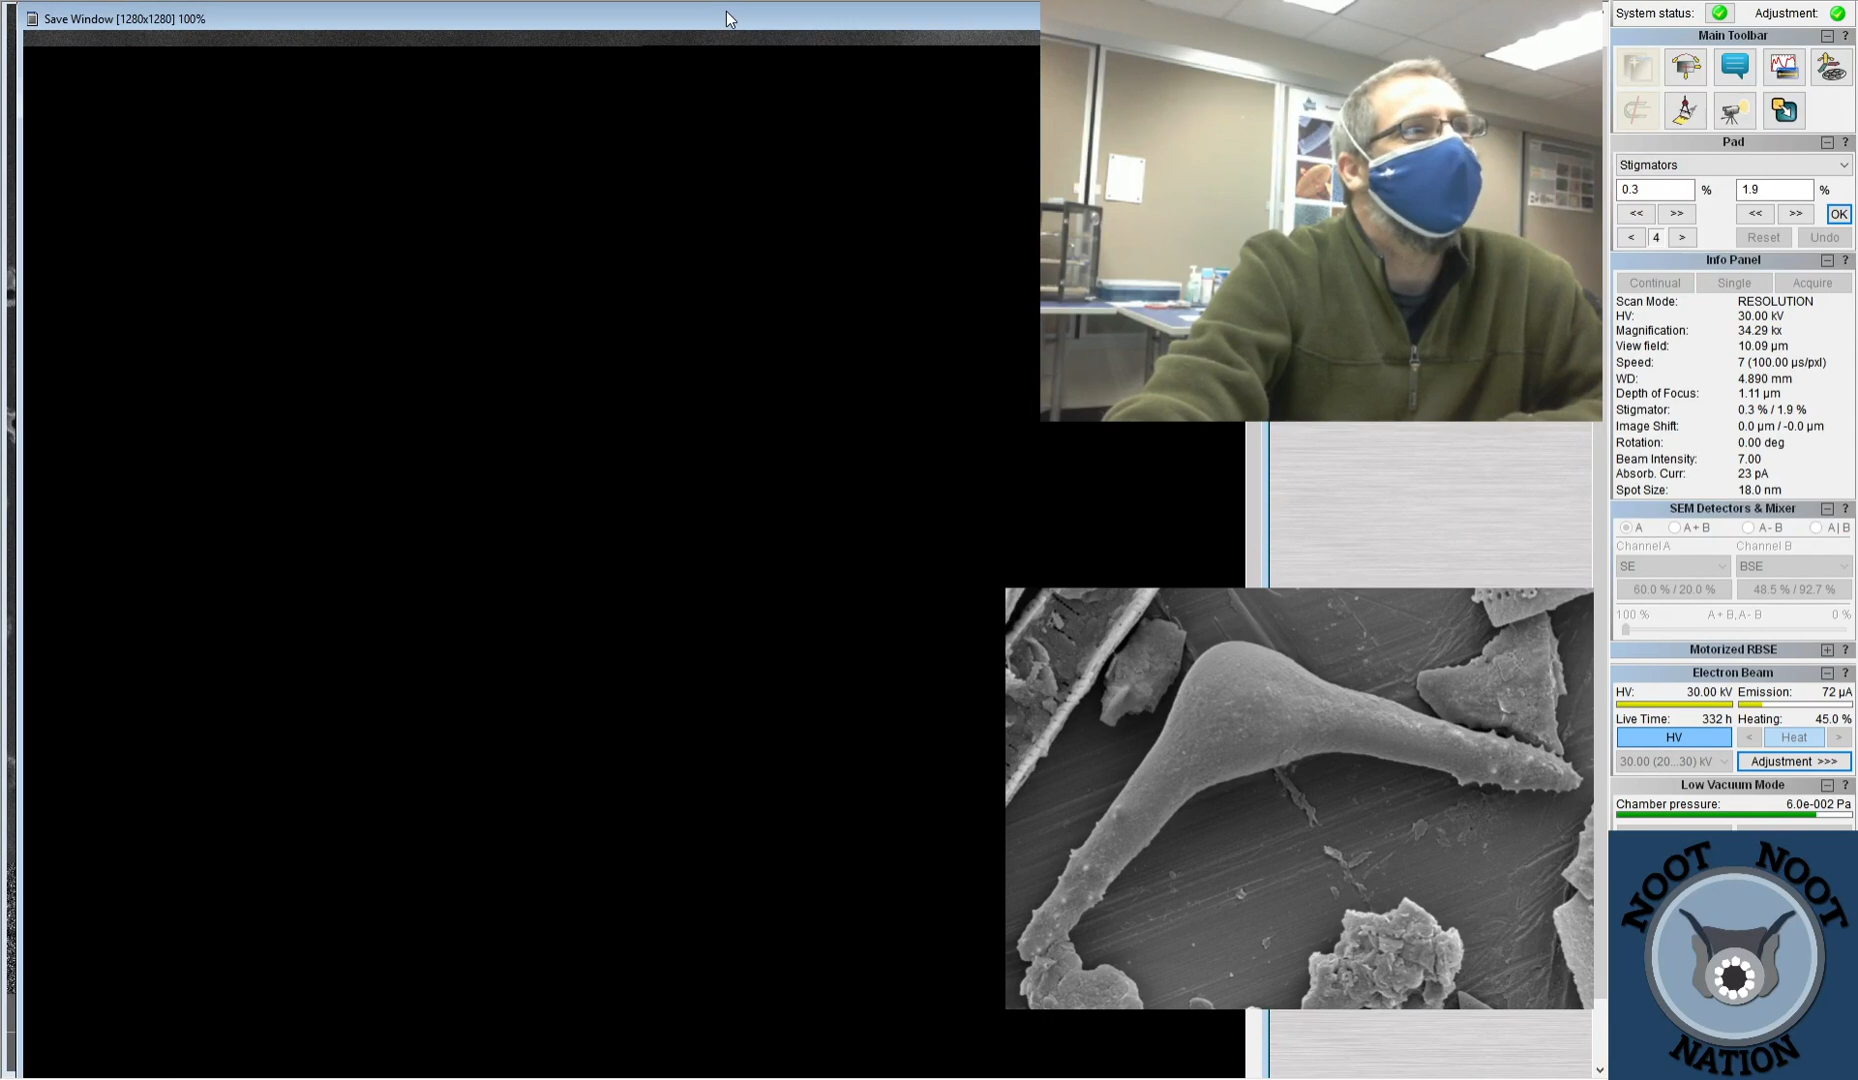 Save Window [1280x1280] 100%
System status: Adjustment:
Main Toolbar
?
Pad
?
Stigmators
0.3 % 1.9 %
<< >> << >> OK
< 4 > Reset Undo
Info Panel
?
Continual Single Acquire
Scan Mode: RESOLUTION
HV: 30.00 kV
Magnification: 34.29 kx
View field: 10.09 µm
Speed: 7 (100.00 µs/pxl)
WD: 4.890 mm
Depth of Focus: 1.11 µm
Stigmator: 0.3 % / 1.9 %
Image Shift: 0.0 µm / -0.0 µm
Rotation: 0.00 deg
Beam Intensity: 7.00
Absorb. Curr: 23 pA
Spot Size: 18.0 nm
SEM Detectors & Mixer
?
A A + B A - B A | B
Channel A Channel B
SE BSE
60.0 % / 20.0 % 48.5 % / 92.7 %
100 % A + B, A - B 0 %
Motorized RBSE
?
Electron Beam
?
HV: 30.00 kV Emission: 72 µA
Live Time: 332 h Heating: 45.0 %
HV < Heat >
30.00 (20...30) kV Adjustment >>>
Low Vacuum Mode
?
Chamber pressure: 6.0e-002 Pa
NOOT NOOT
NATION